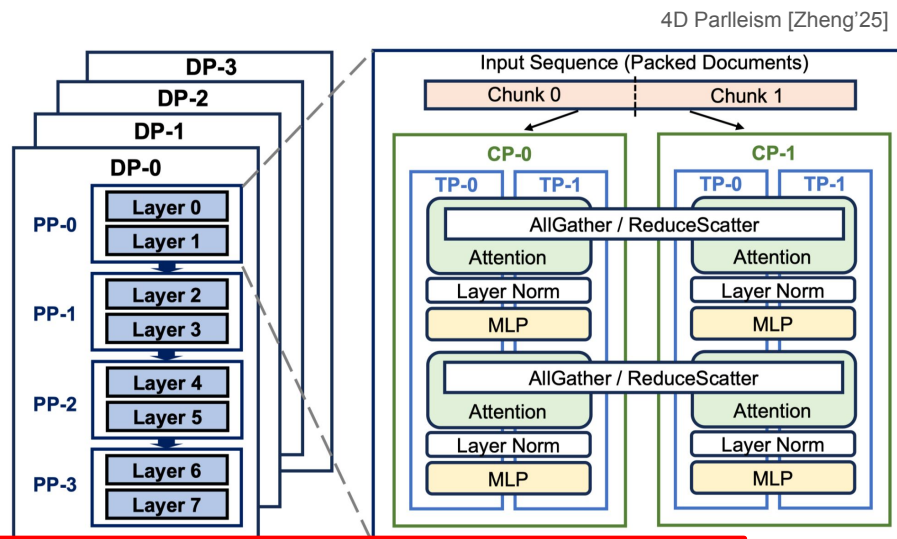 4D Parlleism [Zheng'25]
DP-3
DP-2
DP-1
DP-0
PP-0
Layer 0
Layer 1
PP-1
Layer 2
Layer 3
PP-2
Layer 4
Layer 5
PP-3
Layer 6
Layer 7
Input Sequence (Packed Documents)
Chunk 0
Chunk 1
CP-0
TP-0
TP-1
CP-1
TP-0
TP-1
AllGather / ReduceScatter
Attention
Attention
Layer Norm
Layer Norm
MLP
MLP
AllGather / ReduceScatter
Attention
Attention
Layer Norm
Layer Norm
MLP
MLP